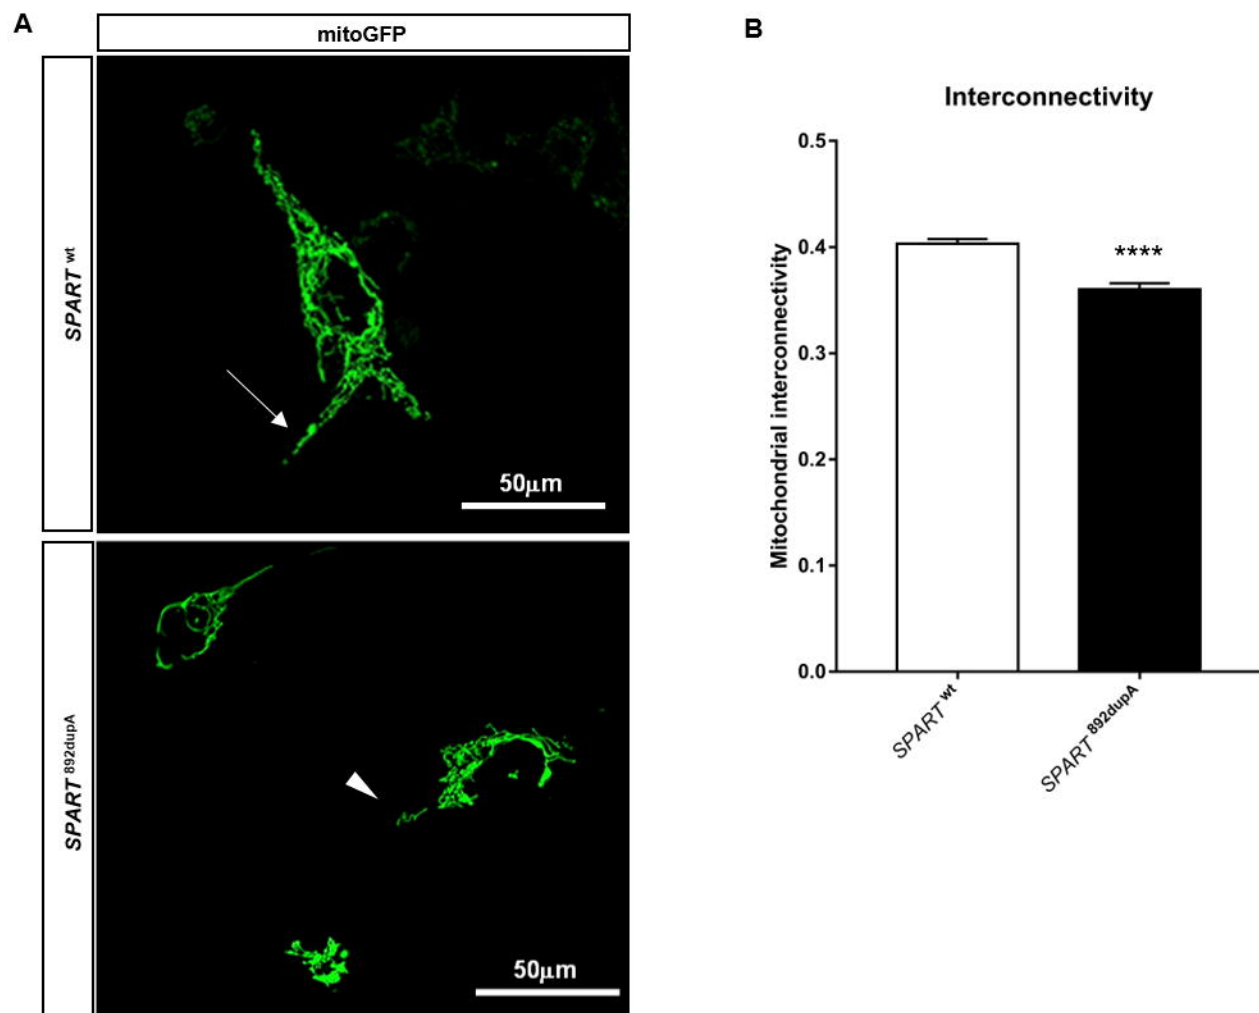 A
mitoGFP
SPART wt
50μm
SPART 892dupA
50μm
B
Interconnectivity
Mitochondrial interconnectivity
0.5
0.4
0.3
0.2
0.1
0.0
****
SPART wt
SPART 892dupA